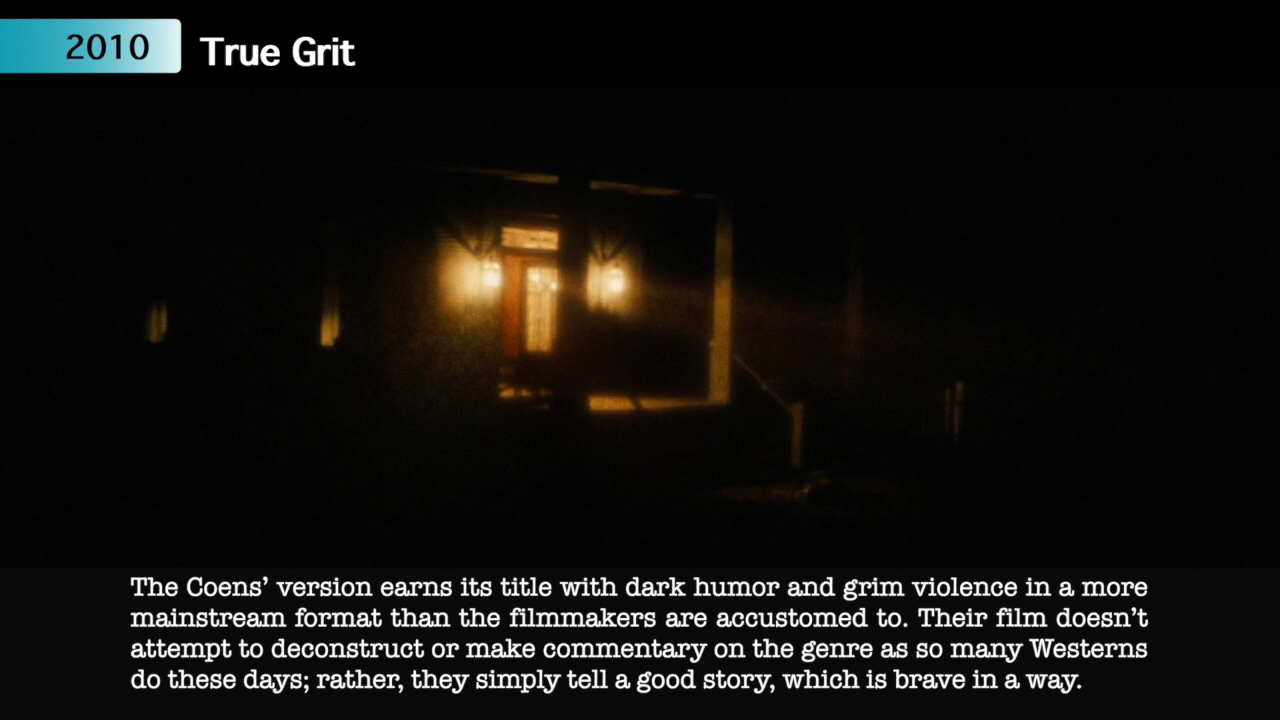 2010
True Grit
The Coens’ version earns its title with dark humor and grim violence in a more
mainstream format than the filmmakers are accustomed to. Their film doesn’t
attempt to deconstruct or make commentary on the genre as so many Westerns
do these days; rather, they simply tell a good story, which is brave in a way.